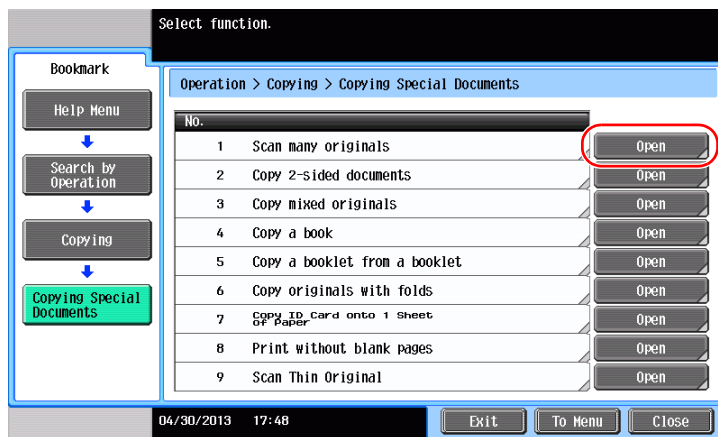 Select function.
Bookmark
Help Menu
Search by
Operation
Copying
Copying Special
Documents
Operation > Copying > Copying Special Documents
No.
1 Scan many originals Open
2 Copy 2-sided documents Open
3 Copy mixed originals Open
4 Copy a book Open
5 Copy a booklet from a booklet Open
6 Copy originals with folds Open
7 Copy ID Card onto 1 Sheet
of Paper Open
8 Print without blank pages Open
9 Scan Thin Original Open
04/30/2013 17:48 Exit To Menu Close